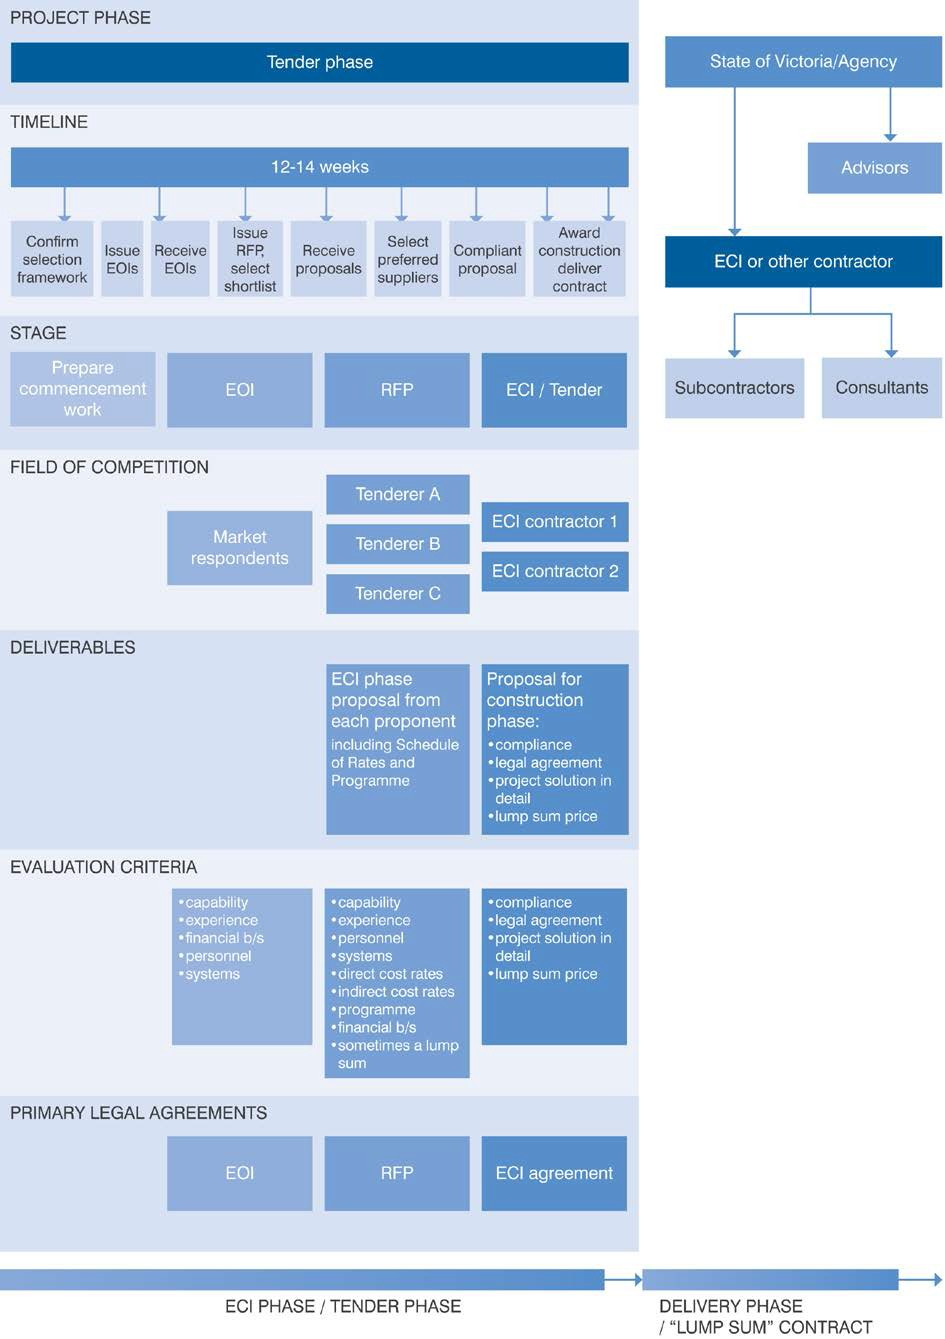 PROJECT PHASE
Tender phase
TIMELINE
12-14 weeks
Confirm
selection
framework
Issue
EOIs
Receive
EOIs
Issue
RFP,
select
shortlist
Receive
proposals
Select
preferred
suppliers
Compliant
proposal
Award
construction
deliver
contract
STAGE
Prepare
commencement
work
EOI
RFP
ECI / Tender
FIELD OF COMPETITION
Market
respondents
Tenderer A
Tenderer B
Tenderer C
ECI contractor 1
ECI contractor 2
DELIVERABLES
ECI phase
proposal from
each proponent
including Schedule
of Rates and
Programme
Proposal for
construction
phase:
•compliance
•legal agreement
•project solution in
detail
•lump sum price
EVALUATION CRITERIA
•capability
•experience
•financial b/s
•personnel
•systems
•capability
•experience
•personnel
•systems
•direct cost rates
•indirect cost rates
•programme
•financial b/s
•sometimes a lump
sum
•compliance
•legal agreement
•project solution in
detail
•lump sum price
PRIMARY LEGAL AGREEMENTS
EOI
RFP
ECI agreement
ECI PHASE / TENDER PHASE
State of Victoria/Agency
Advisors
ECI or other contractor
Subcontractors
Consultants
DELIVERY PHASE
/ “LUMP SUM” CONTRACT